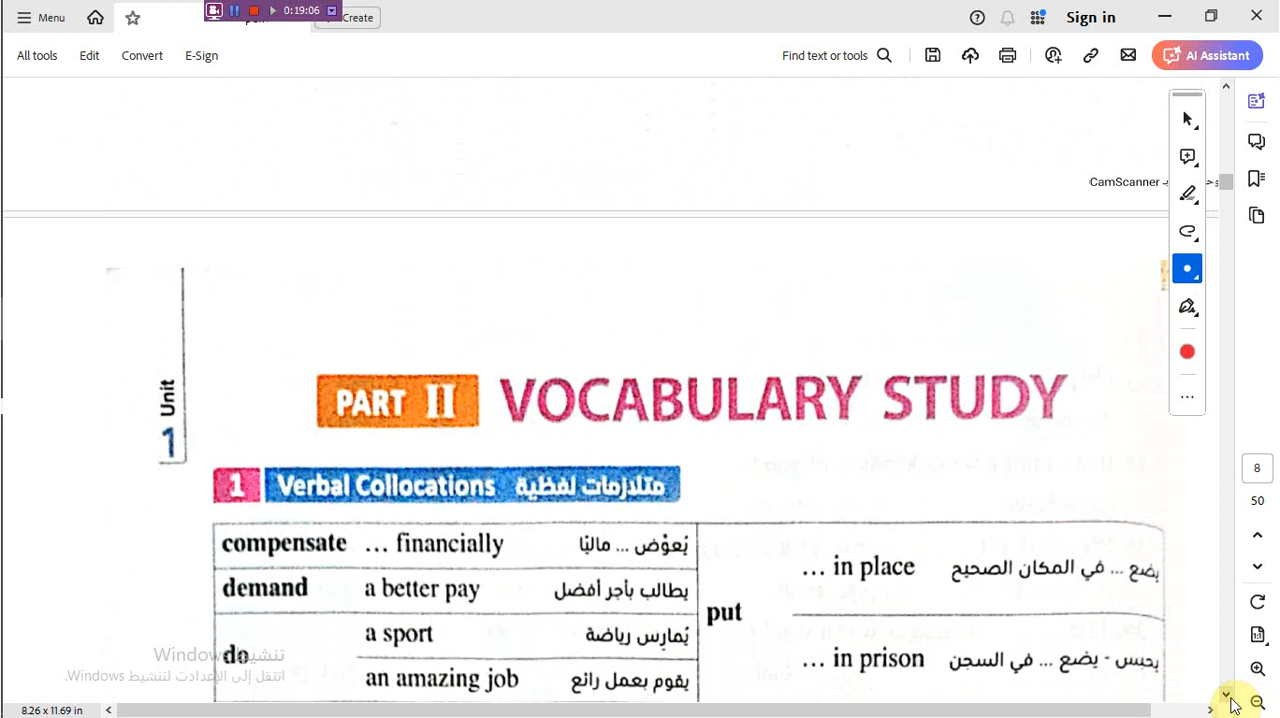 Menu
0:19:06
Create
Sign in
All tools
Edit
Convert
E-Sign
Find text or tools
AI Assistant
CamScanner
Unit
1
PART II VOCABULARY STUDY
1 Verbal Collocations متلازمات لفظية
compensate … financially يُعوِّض … ماليًا
demand a better pay يطالب بأجر أفضل
do
a sport يُمارِس رياضة
an amazing job يقوم بعمل رائع
put
… in place يضع … في المكان الصحيح
… in prison يحبس - يضع … في السجن
تنشيط Windows
انتقل إلى الإعدادات لتنشيط Windows.
8
50
8.26 x 11.69 in